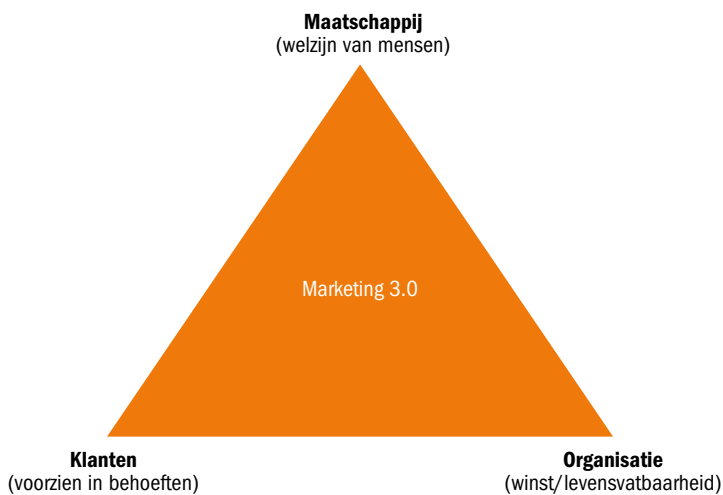 Maatschappij
(welzijn van mensen)
Marketing 3.0
Klanten
(voorzien in behoeften)
Organisatie
(winst/levensvatbaarheid)